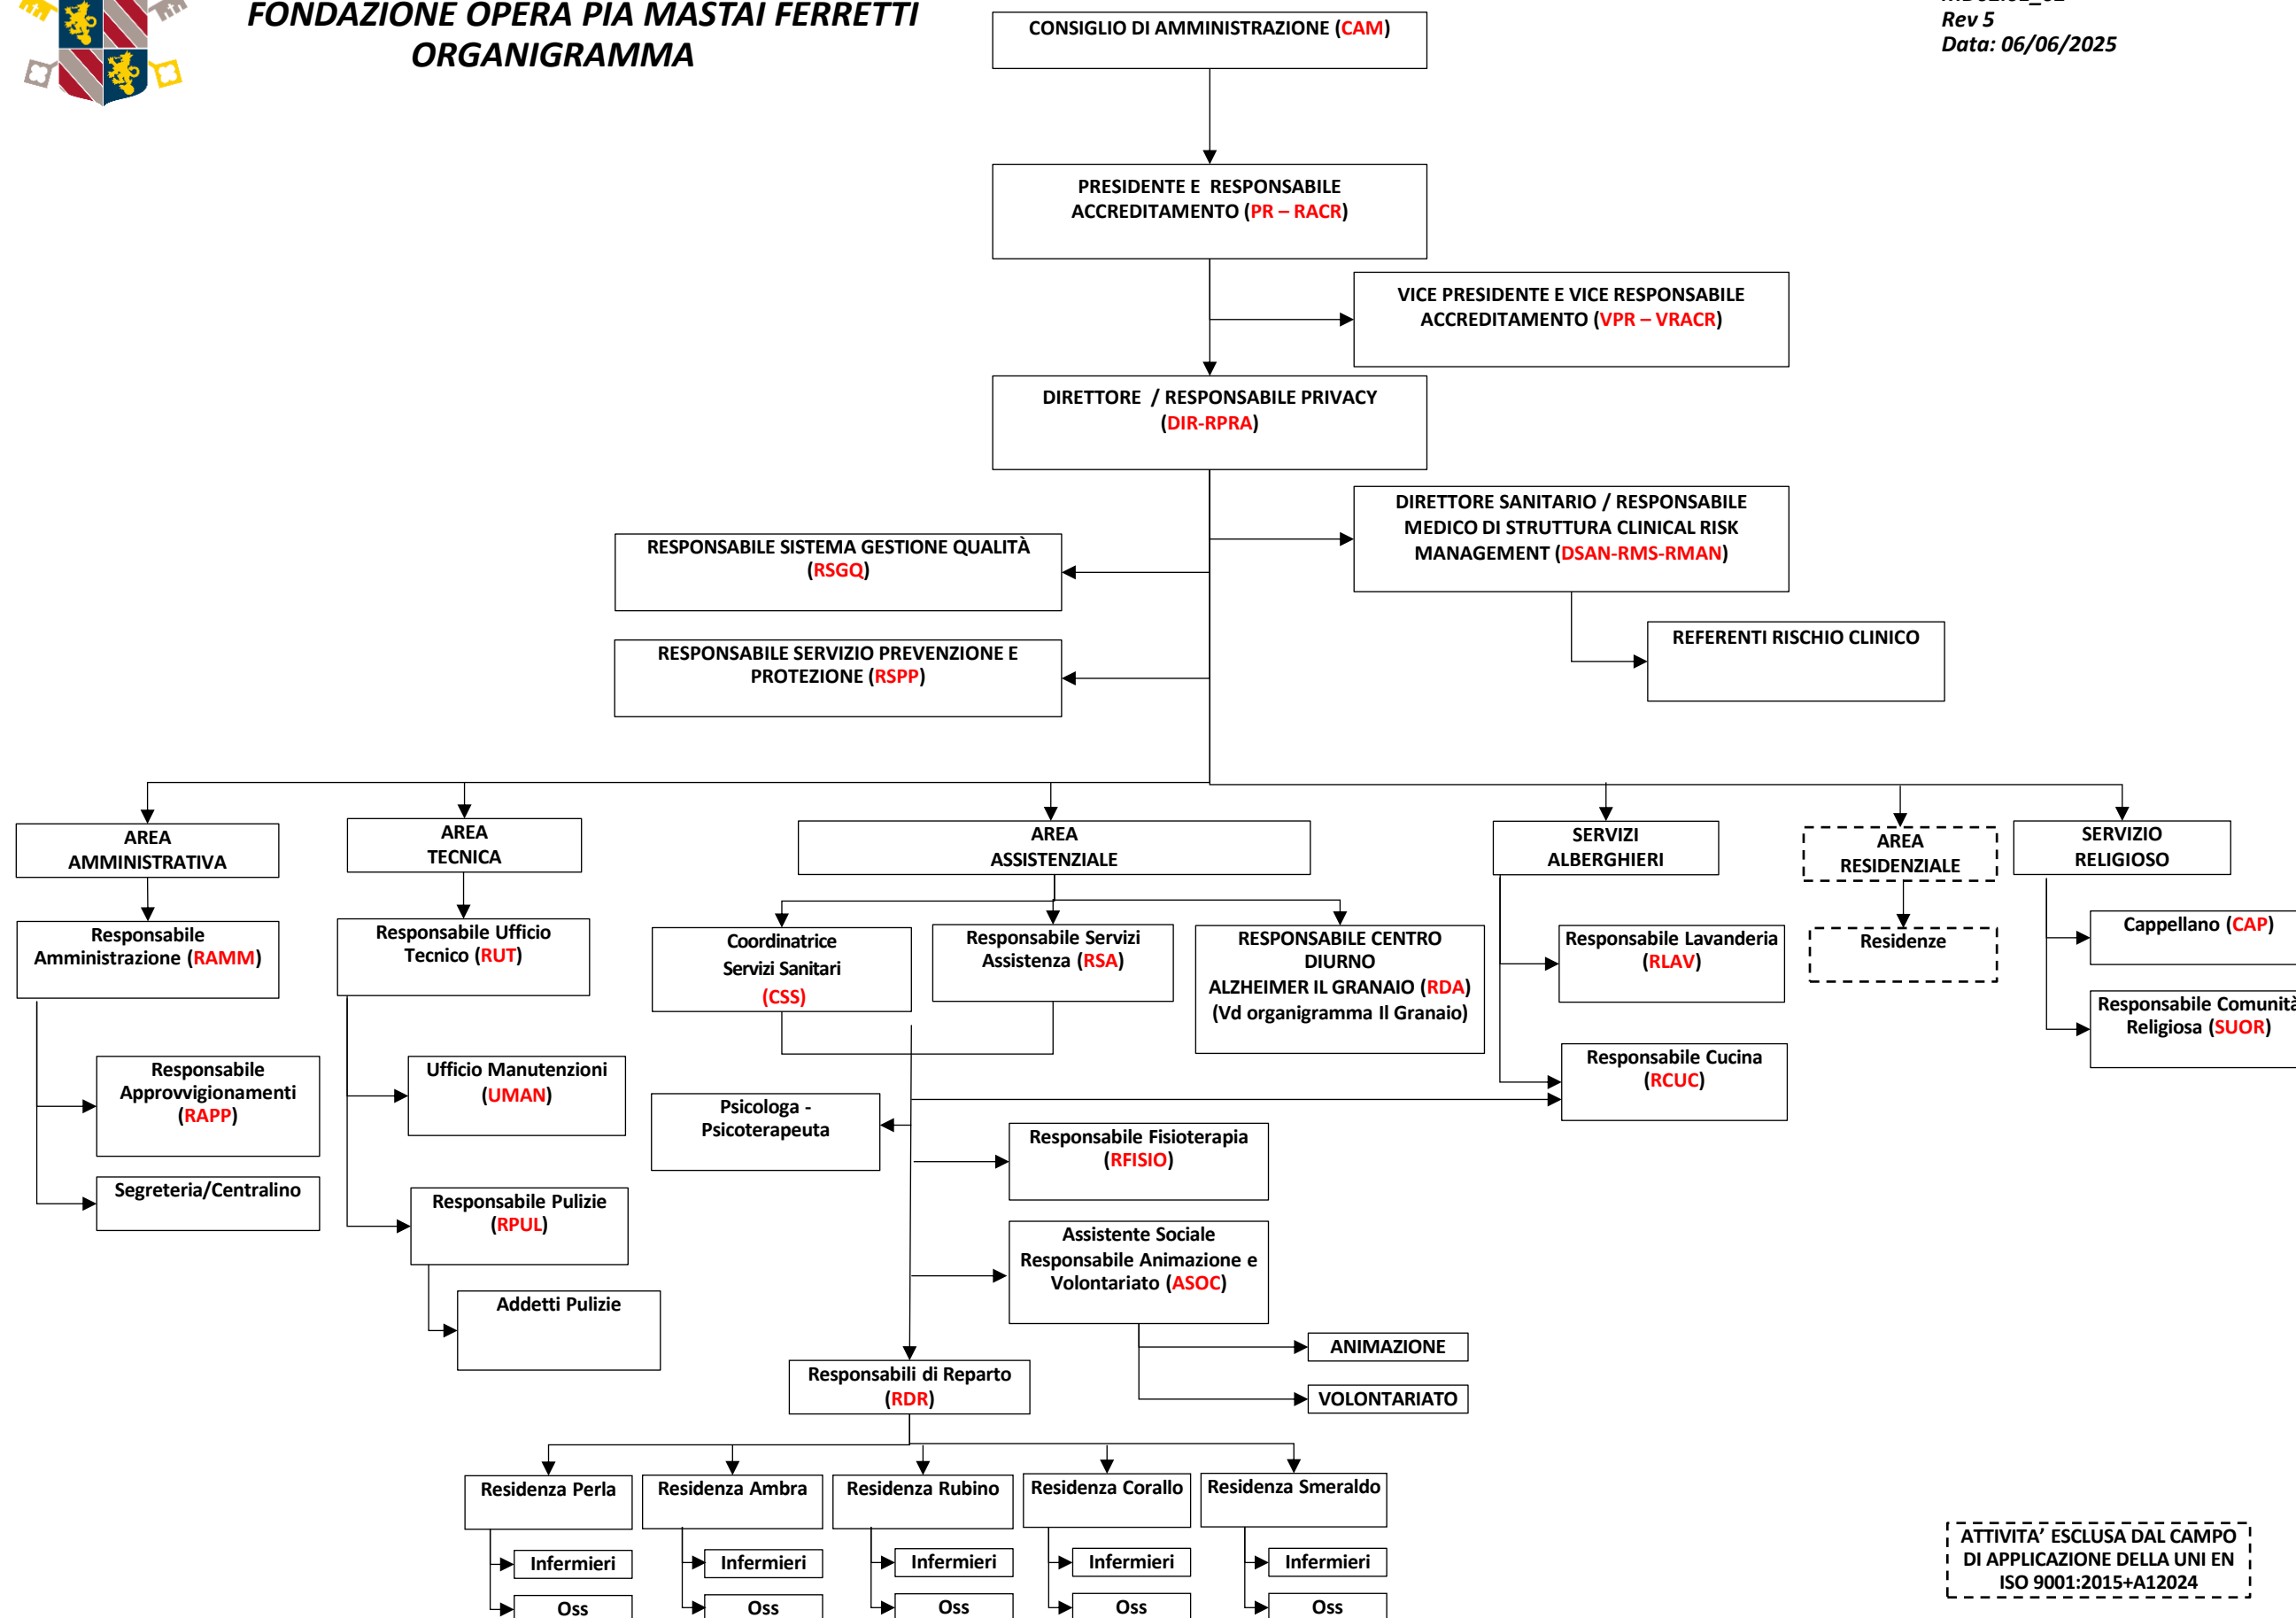 FONDAZIONE OPERA PIA MASTAI FERRETTI
ORGANIGRAMMA
Rev 5
Data: 06/06/2025
CONSIGLIO DI AMMINISTRAZIONE (CAM)
PRESIDENTE E RESPONSABILE
ACCREDITAMENTO (PR – RACR)
VICE PRESIDENTE E VICE RESPONSABILE
ACCREDITAMENTO (VPR – VRACR)
DIRETTORE / RESPONSABILE PRIVACY
(DIR-RPRA)
DIRETTORE SANITARIO / RESPONSABILE
MEDICO DI STRUTTURA CLINICAL RISK
MANAGEMENT (DSAN-RMS-RMAN)
RESPONSABILE SISTEMA GESTIONE QUALITÀ
(RSGQ)
REFERENTI RISCHIO CLINICO
RESPONSABILE SERVIZIO PREVENZIONE E
PROTEZIONE (RSPP)
AREA
AMMINISTRATIVA
AREA
TECNICA
AREA
ASSISTENZIALE
SERVIZI
ALBERGHIERI
AREA
RESIDENZIALE
SERVIZIO
RELIGIOSO
Responsabile
Amministrazione (RAMM)
Responsabile Ufficio
Tecnico (RUT)
Coordinatrice
Servizi Sanitari
(CSS)
Responsabile Servizi
Assistenza (RSA)
RESPONSABILE CENTRO
DIURNO
ALZHEIMER IL GRANAIO (RDA)
(Vd organigramma Il Granaio)
Responsabile Lavanderia
(RLAV)
Residenze
Cappellano (CAP)
Responsabile Comunità
Religiosa (SUOR)
Responsabile
Approvvigionamenti
(RAPP)
Ufficio Manutenzioni
(UMAN)
Psicologa -
Psicoterapeuta
Responsabile Cucina
(RCUC)
Responsabile Fisioterapia
(RFISIO)
Segreteria/Centralino
Responsabile Pulizie
(RPUL)
Assistente Sociale
Responsabile Animazione e
Volontariato (ASOC)
Addetti Pulizie
ANIMAZIONE
VOLONTARIATO
Responsabili di Reparto
(RDR)
Residenza Perla
Residenza Ambra
Residenza Rubino
Residenza Corallo
Residenza Smeraldo
Infermieri
Infermieri
Infermieri
Infermieri
Infermieri
Oss
Oss
Oss
Oss
Oss
ATTIVITA’ ESCLUSA DAL CAMPO
DI APPLICAZIONE DELLA UNI EN
ISO 9001:2015+A12024